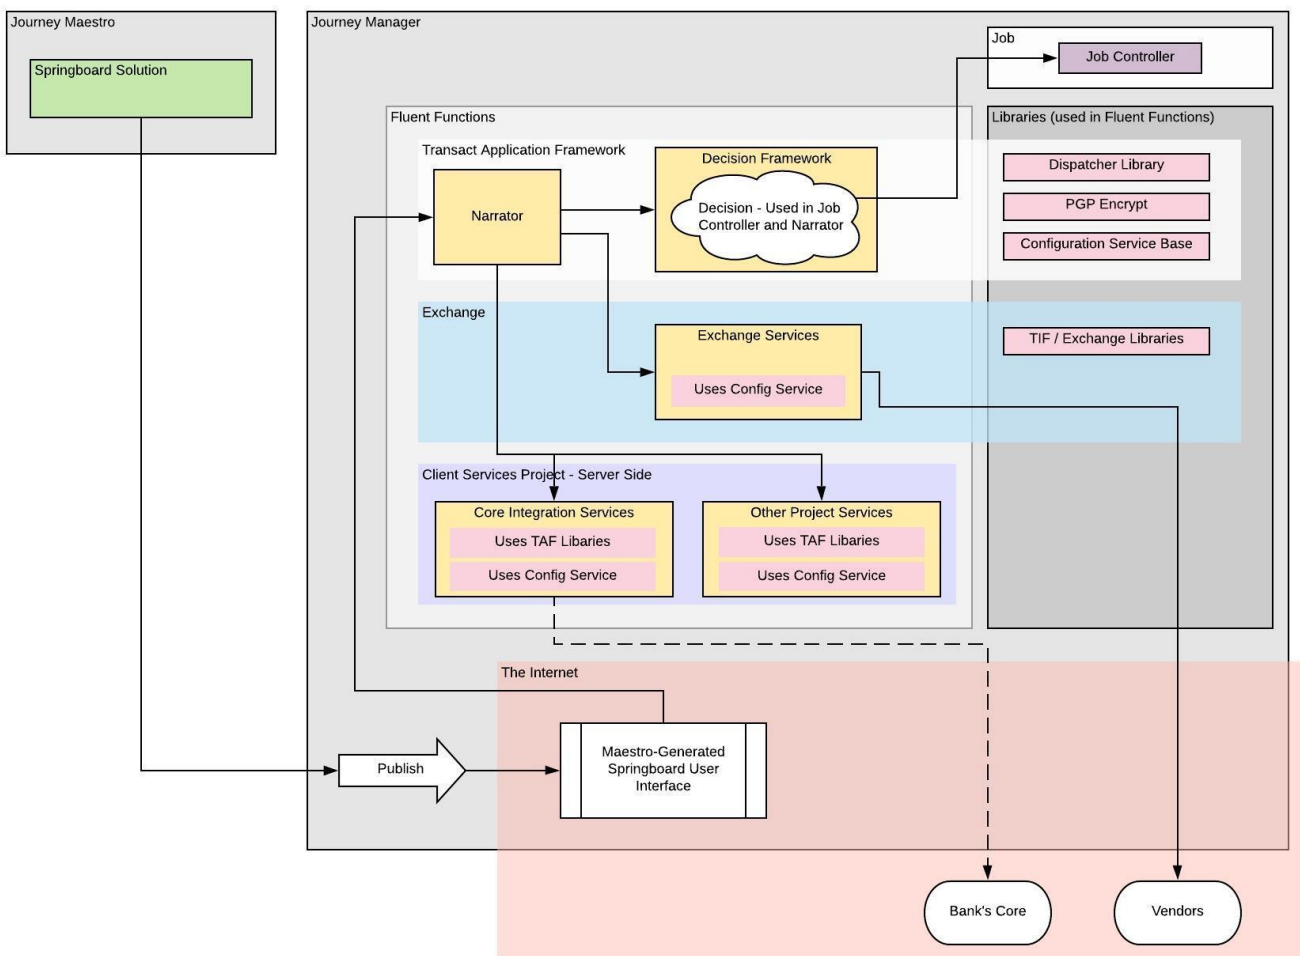 Journey Maestro
Springboard Solution
Journey Manager
Job
Job Controller
Fluent Functions
Libraries (used in Fluent Functions)
Transact Application Framework
Narrator
Decision Framework
Decision - Used in Job
Controller and Narrator
Dispatcher Library
PGP Encrypt
Configuration Service Base
Exchange
Exchange Services
Uses Config Service
TIF / Exchange Libraries
Client Services Project - Server Side
Core Integration Services
Uses TAF Libaries
Uses Config Service
Other Project Services
Uses TAF Libaries
Uses Config Service
The Internet
Publish
Maestro-Generated
Springboard User
Interface
Bank's Core
Vendors